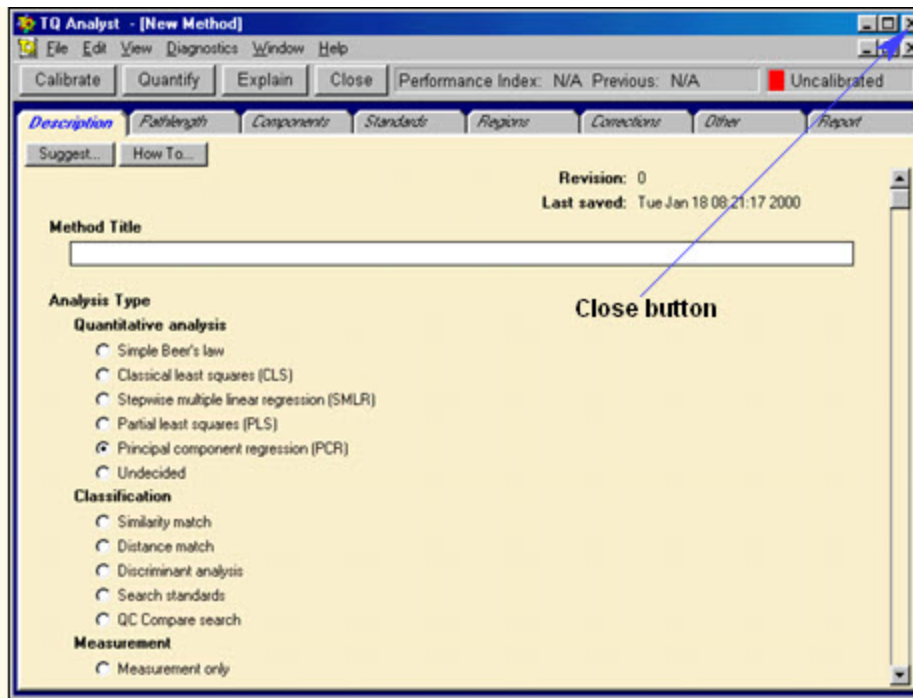 TQ Analyst - [New Method]
File Edit View Diagnostics Window Help
Calibrate Quantify Explain Close Performance Index: N/A Previous: N/A Uncalibrated
Description Pathlength Components Standards Regions Corrections Other Report
Suggest... How To...
Revision: 0
Last saved: Tue Jan 18 08:21:17 2000
Method Title
Close button
Analysis Type
Quantitative analysis
Simple Beer's law
Classical least squares (CLS)
Stepwise multiple linear regression (SMLR)
Partial least squares (PLS)
Principal component regression (PCR)
Undecided
Classification
Similarity match
Distance match
Discriminant analysis
Search standards
QC Compare search
Measurement
Measurement only